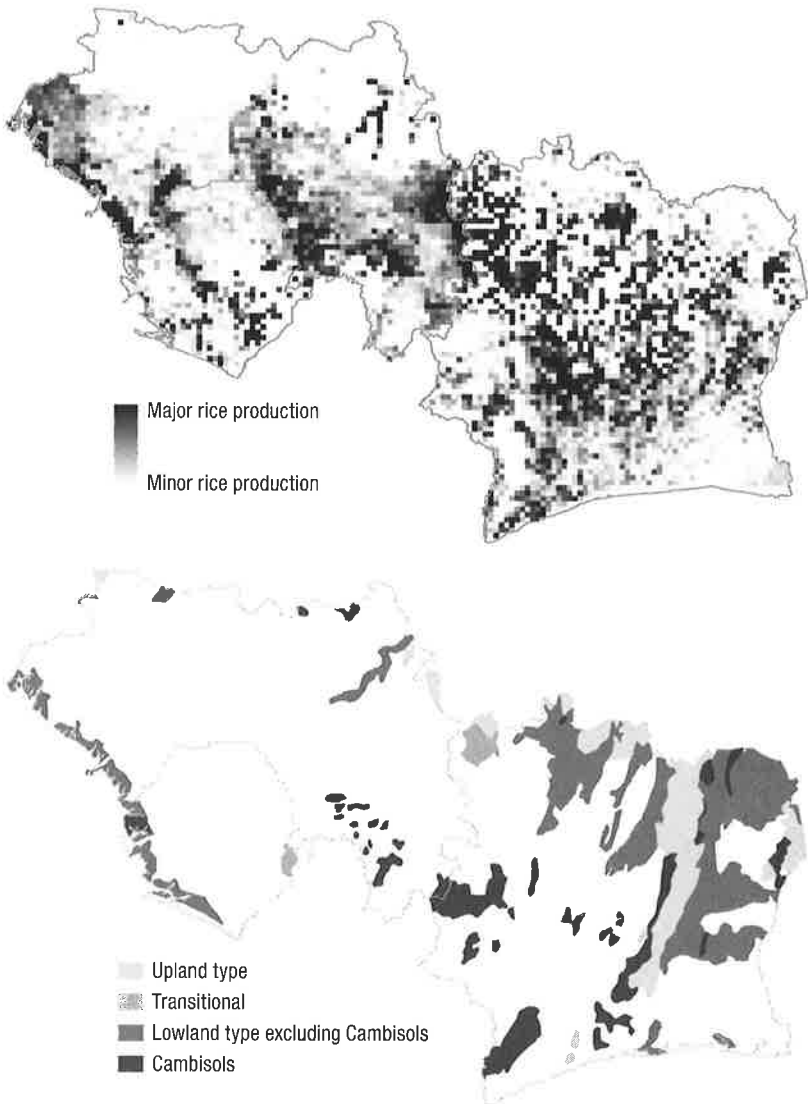 Major rice production
Minor rice production
Upland type
Transitional
Lowland type excluding Cambisols
Cambisols